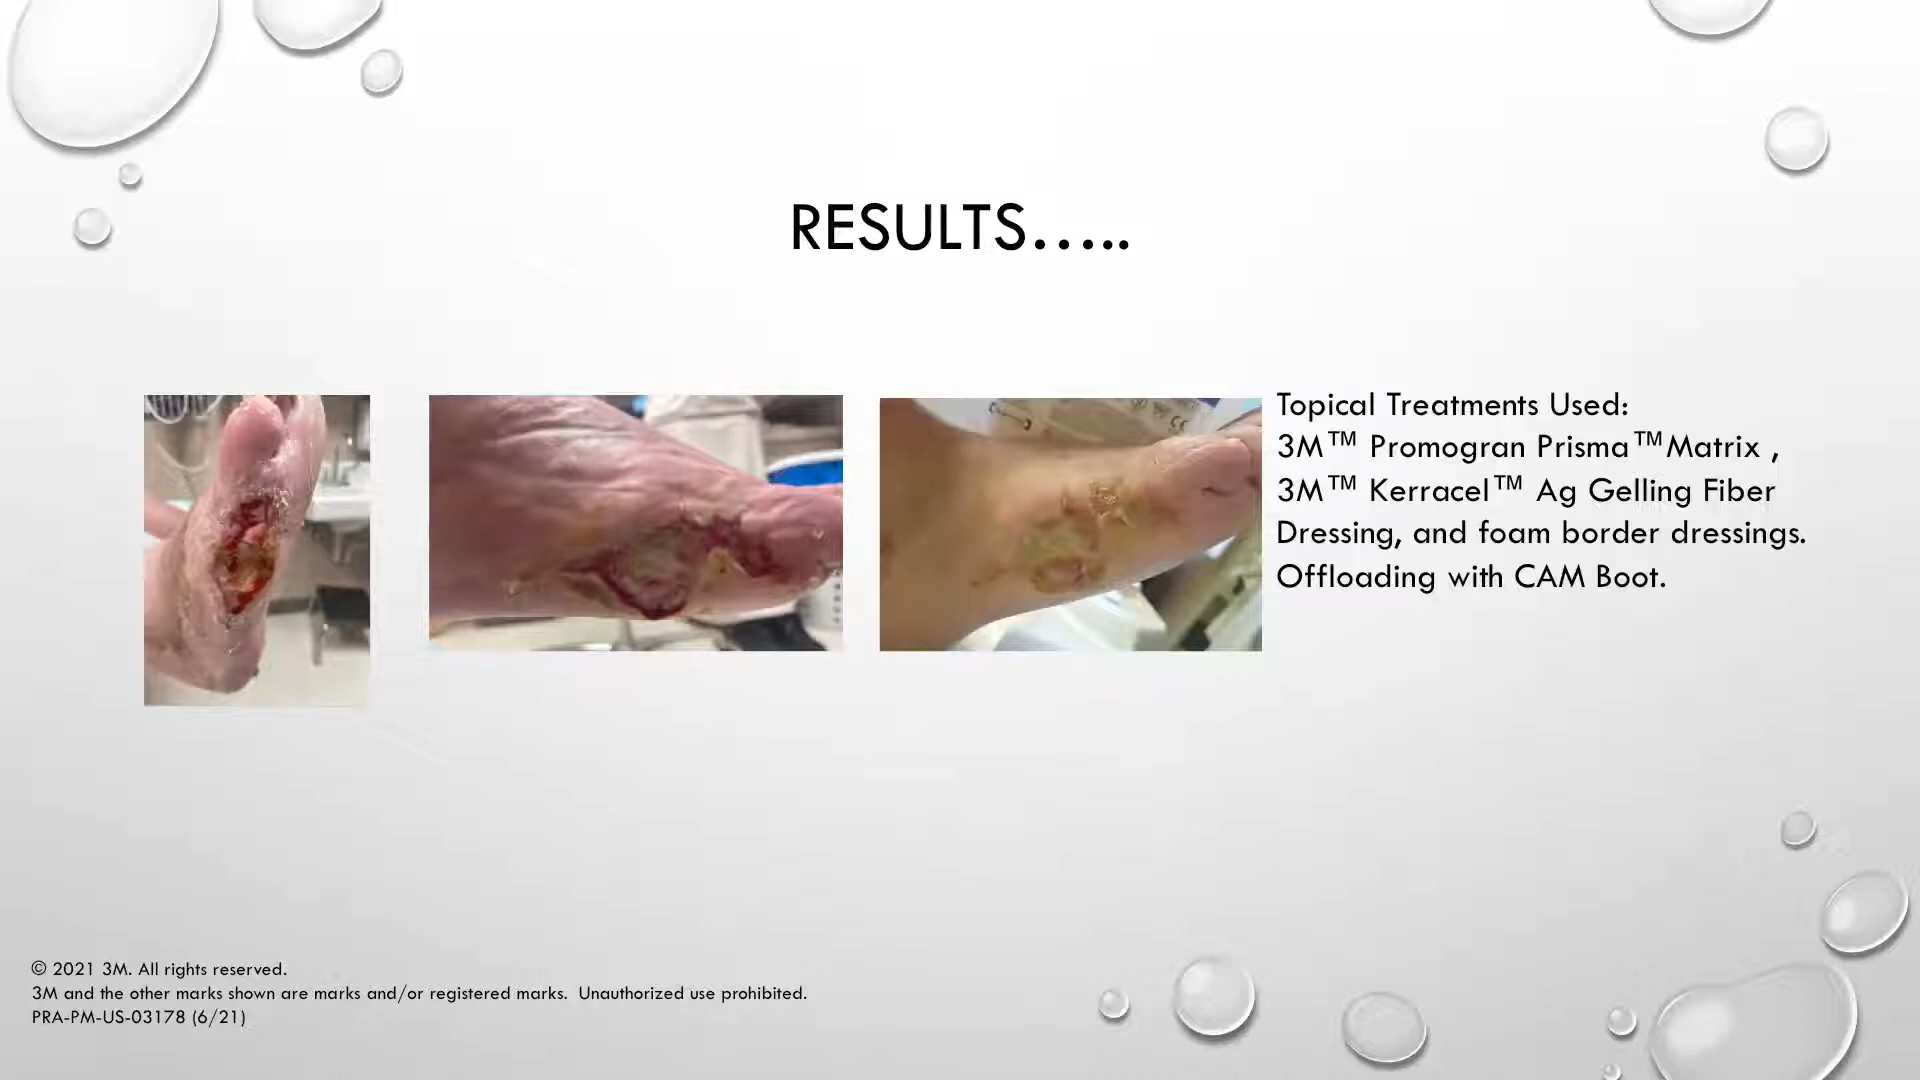 RESULTS…..
Topical Treatments Used:
3M™ Promogran Prisma™Matrix ,
3M™ Kerracel™ Ag Gelling Fiber
Dressing, and foam border dressings.
Offloading with CAM Boot.
© 2021 3M. All rights reserved.
3M and the other marks shown are marks and/or registered marks.  Unauthorized use prohibited.
PRA-PM-US-03178 (6/21)